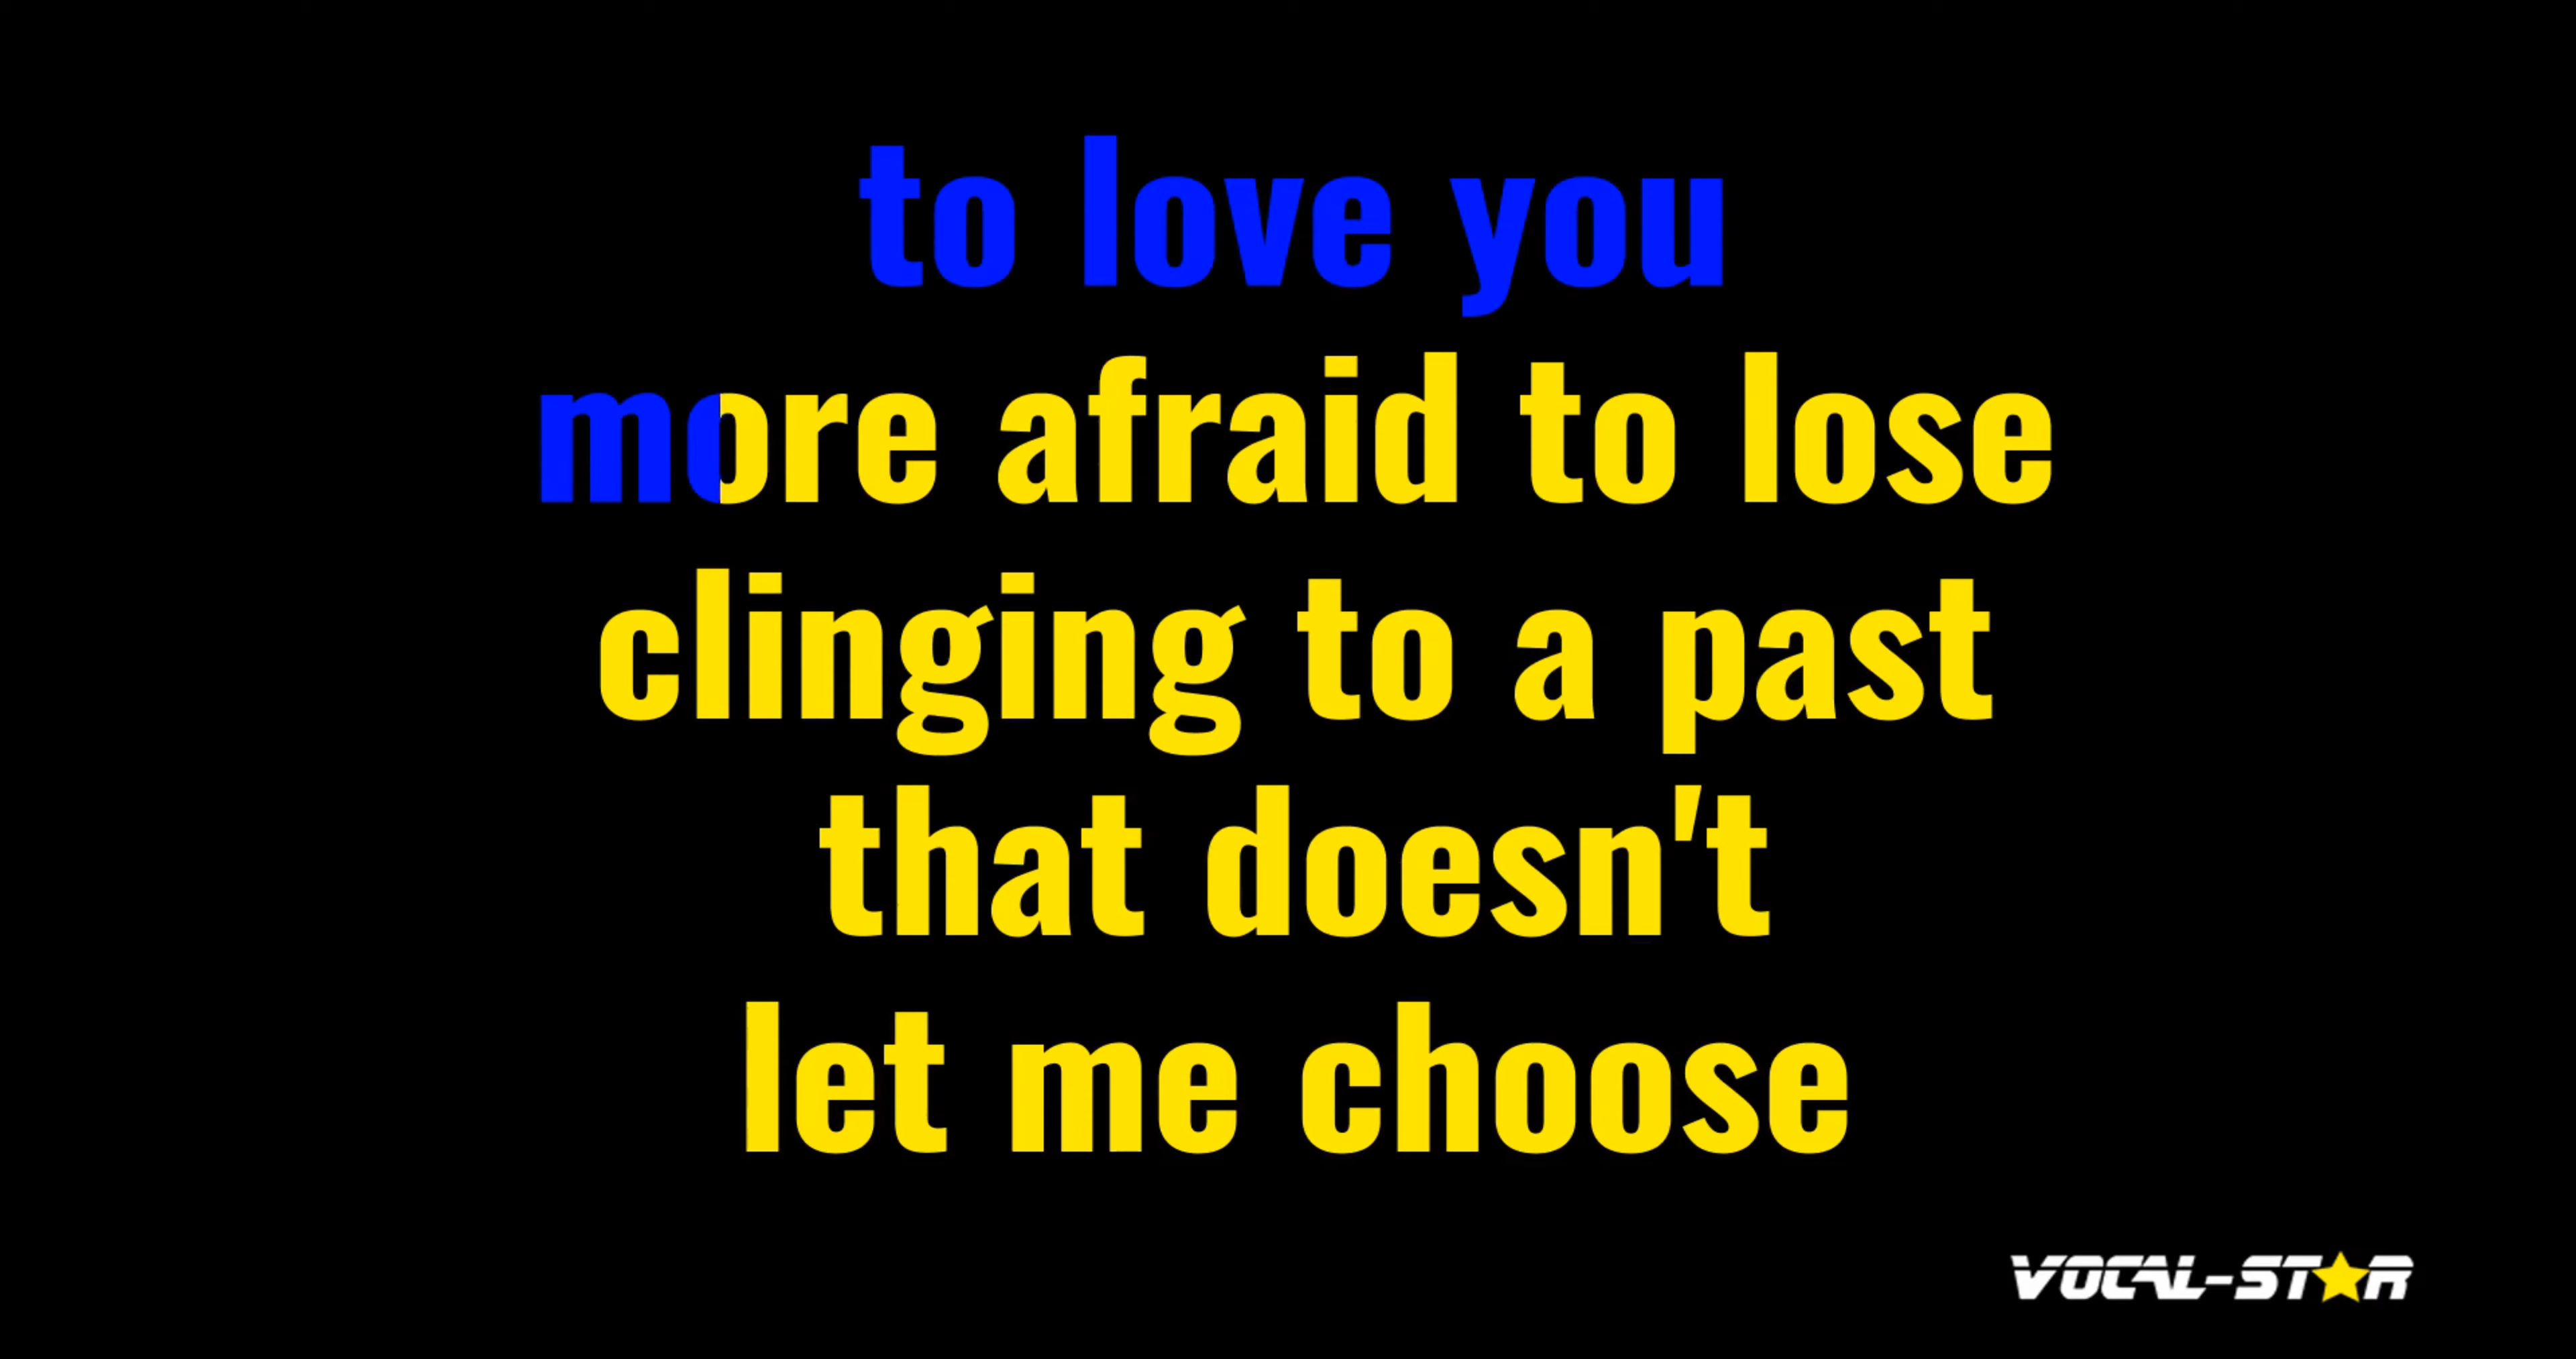 to love you
more afraid to lose
clinging to a past
that doesn't
let me choose
VOCAL-STAR